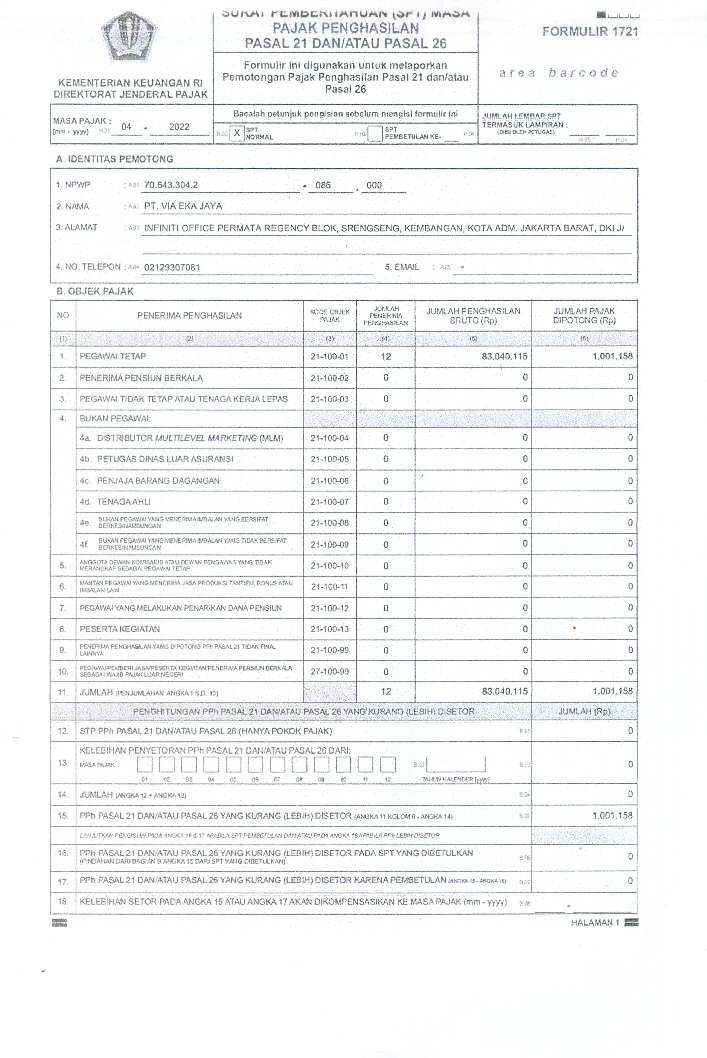 SURAT PEMBERITAHUAN (SPT) MASA
PAJAK PENGHASILAN
PASAL 21 DAN/ATAU PASAL 26
FORMULIR 1721
Formulir ini digunakan untuk melaporkan
Pemotongan Pajak Penghasilan Pasal 21 dan/atau
Pasal 26
area barcode
KEMENTERIAN KEUANGAN RI
DIREKTORAT JENDERAL PAJAK
Bacalah petunjuk pengisian sebelum mengisi formulir ini
MASA PAJAK :
[mm - yyyy] H.01 04 - 2022
H.02 X SPT NORMAL
H.03 SPT PEMBETULAN KE- H.04
JUMLAH LEMBAR SPT
TERMASUK LAMPIRAN :
(DIISI OLEH PETUGAS)
A. IDENTITAS PEMOTONG
1. NPWP : A.01 70.643.304.2 - 086 . 000
2. NAMA : A.02 PT. VIA EKA JAYA
3. ALAMAT : A.03 INFINITI OFFICE PERMATA REGENCY BLOK, SRENGSENG, KEMBANGAN, KOTA ADM. JAKARTA BARAT, DKI J/
4. NO. TELEPON : A.04 02129307081 5. EMAIL : A.05 -
B. OBJEK PAJAK
NO PENERIMA PENGHASILAN KODE OBJEK PAJAK JUMLAH PENERIMA PENGHASILAN JUMLAH PENGHASILAN BRUTO (Rp) JUMLAH PAJAK DIPOTONG (Rp)
(1) (2) (3) (4) (5) (6)
1. PEGAWAI TETAP 21-100-01 12 83,040,115 1,001,158
2. PENERIMA PENSIUN BERKALA 21-100-02 0 0 0
3. PEGAWAI TIDAK TETAP ATAU TENAGA KERJA LEPAS 21-100-03 0 0 0
4. BUKAN PEGAWAI:
4a. DISTRIBUTOR MULTILEVEL MARKETING (MLM) 21-100-04 0 0 0
4b. PETUGAS DINAS LUAR ASURANSI 21-100-05 0 0 0
4c. PENJAJA BARANG DAGANGAN 21-100-06 0 0 0
4d. TENAGA AHLI 21-100-07 0 0 0
4e. BUKAN PEGAWAI YANG MENERIMA IMBALAN YANG BERSIFAT BERKESINAMBUNGAN 21-100-08 0 0 0
4f. BUKAN PEGAWAI YANG MENERIMA IMBALAN YANG TIDAK BERSIFAT BERKESINAMBUNGAN 21-100-09 0 0 0
5. ANGGOTA DEWAN KOMISARIS ATAU DEWAN PENGAWAS YANG TIDAK MERANGKAP SEBAGAI PEGAWAI TETAP 21-100-10 0 0 0
6. MANTAN PEGAWAI YANG MENERIMA JASA PRODUKSI TANTIEM, BONUS ATAU IMBALAN LAIN 21-100-11 0 0 0
7. PEGAWAI YANG MELAKUKAN PENARIKAN DANA PENSIUN 21-100-12 0 0 0
8. PESERTA KEGIATAN 21-100-13 0 0 0
9. PENERIMA PENGHASILAN YANG DIPOTONG PPh PASAL 21 TIDAK FINAL LAINNYA 21-100-99 0 0 0
10. PEGAWAI/PEMBERI JASA/PESERTA KEGIATAN/PENERIMA PENSIUN BERKALA SEBAGAI WAJIB PAJAK LUAR NEGERI 27-100-99 0 0 0
11. JUMLAH (PENJUMLAHAN ANGKA 1 S.D. 10) 12 83,040,115 1,001,158
PENGHITUNGAN PPh PASAL 21 DAN/ATAU PASAL 26 YANG KURANG (LEBIH) DISETOR JUMLAH (Rp)
12. STP PPh PASAL 21 DAN/ATAU PASAL 26 (HANYA POKOK PAJAK) B.01 0
KELEBIHAN PENYETORAN PPh PASAL 21 DAN/ATAU PASAL 26 DARI:
13. MASA PAJAK : B.02 B.03 0
01 02 03 04 05 06 07 08 09 10 11 12 TAHUN KALENDER [yyyy]
14. JUMLAH (ANGKA 12 + ANGKA 13) B.04 0
15. PPh PASAL 21 DAN/ATAU PASAL 26 YANG KURANG (LEBIH) DISETOR (ANGKA 11 KOLOM 6 - ANGKA 14) B.05 1,001,158
LANJUTKAN PENGISIAN PADA ANGKA 16 & 17 APABILA SPT PEMBETULAN DAN/ATAU PADA ANGKA 18 APABILA PPh LEBIH DISETOR
16. PPh PASAL 21 DAN/ATAU PASAL 26 YANG KURANG (LEBIH) DISETOR PADA SPT YANG DIBETULKAN
(PINDAHAN DARI BAGIAN B ANGKA 15 DARI SPT YANG DIBETULKAN) B.06 0
17. PPh PASAL 21 DAN/ATAU PASAL 26 YANG KURANG (LEBIH) DISETOR KARENA PEMBETULAN (ANGKA 15 - ANGKA 16) B.07 0
18. KELEBIHAN SETOR PADA ANGKA 15 ATAU ANGKA 17 AKAN DIKOMPENSASIKAN KE MASA PAJAK (mm - yyyy) B.08 -
HALAMAN 1